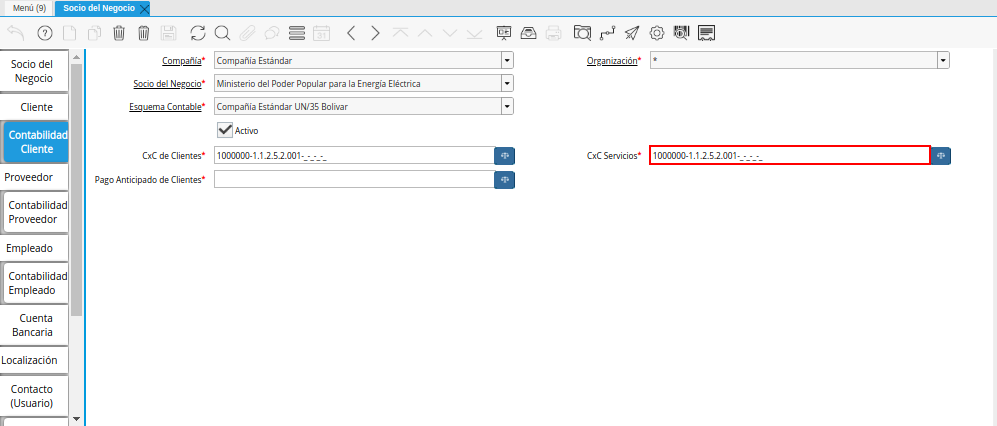 Menú (9)
Socio del Negocio
Socio del
Negocio
Cliente
Contabilidad
Cliente
Proveedor
Contabilidad
Proveedor
Empleado
Contabilidad
Empleado
Cuenta
Bancaria
Localización
Contacto
(Usuario)
Compañía* Compañía Estándar
Organización* *
Socio del Negocio* Ministerio del Poder Popular para la Energía Eléctrica
Esquema Contable* Compañía Estándar UN/35 Bolivar
Activo
CxC de Clientes* 1000000-1.1.2.5.2.001-_-_-_-_
CxC Servicios* 1000000-1.1.2.5.2.001-_-_-_-_
Pago Anticipado de Clientes*